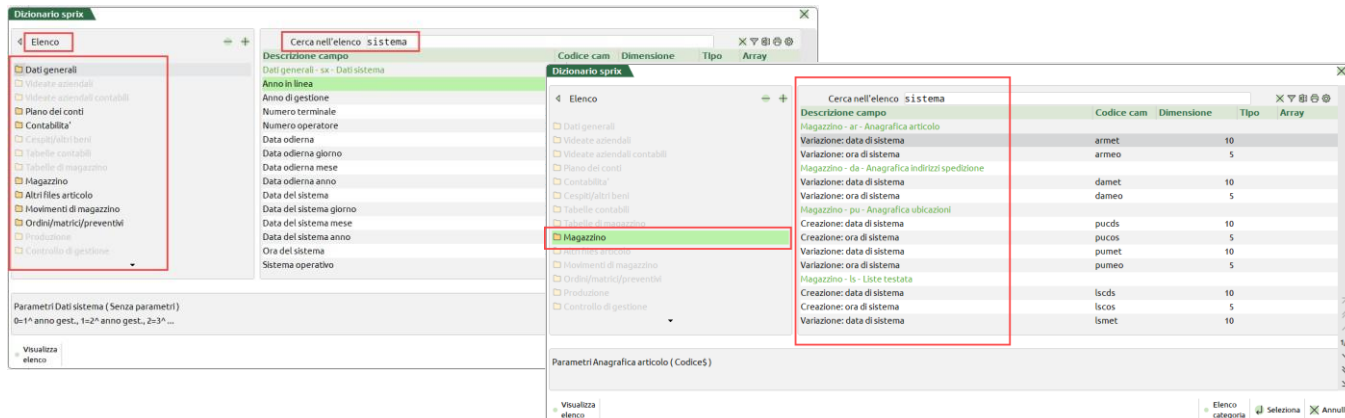 Dizionario sprix
Elenco
Cerca nell'elenco sistema
Descrizione campo Codice cam Dimensione Tipo Array
Dati generali
Videate aziendali
Videate aziendali contabili
Piano dei conti
Contabilita'
Cespiti/altri beni
Tabelle contabili
Tabelle di magazzino
Magazzino
Altri files articolo
Movimenti di magazzino
Ordini/matrici/preventivi
Produzione
Controllo di gestione
Dati generali - sx - Dati sistema
Anno in linea
Anno di gestione
Numero terminale
Numero operatore
Data odierna
Data odierna giorno
Data odierna mese
Data odierna anno
Data del sistema
Data del sistema giorno
Data del sistema mese
Data del sistema anno
Ora del sistema
Sistema operativo
Parametri Dati sistema ( Senza parametri )
0=1^ anno gest., 1=2^ anno gest., 2=3^ ...
Visualizza
elenco
Dizionario sprix
Elenco
Cerca nell'elenco sistema
Descrizione campo Codice cam Dimensione Tipo Array
Dati generali
Videate aziendali
Videate aziendali contabili
Piano dei conti
Contabilita'
Cespiti/altri beni
Tabelle contabili
Tabelle di magazzino
Magazzino
Altri files articolo
Movimenti di magazzino
Ordini/matrici/preventivi
Produzione
Controllo di gestione
Magazzino - ar - Anagrafica articolo
Variazione: data di sistema armet 10
Variazione: ora di sistema armeo 5
Magazzino - da - Anagrafica indirizzi spedizione
Variazione: data di sistema damet 10
Variazione: ora di sistema dameo 5
Magazzino - pu - Anagrafica ubicazioni
Creazione: data di sistema pucds 10
Creazione: ora di sistema pucos 5
Variazione: data di sistema pumet 10
Variazione: ora di sistema pumeo 5
Magazzino - ls - Liste testata
Creazione: data di sistema lscds 10
Creazione: ora di sistema lscos 5
Variazione: data di sistema lsmet 10
Parametri Anagrafica articolo ( Codice$ )
Visualizza
elenco
Elenco
categoria
Seleziona
Annull